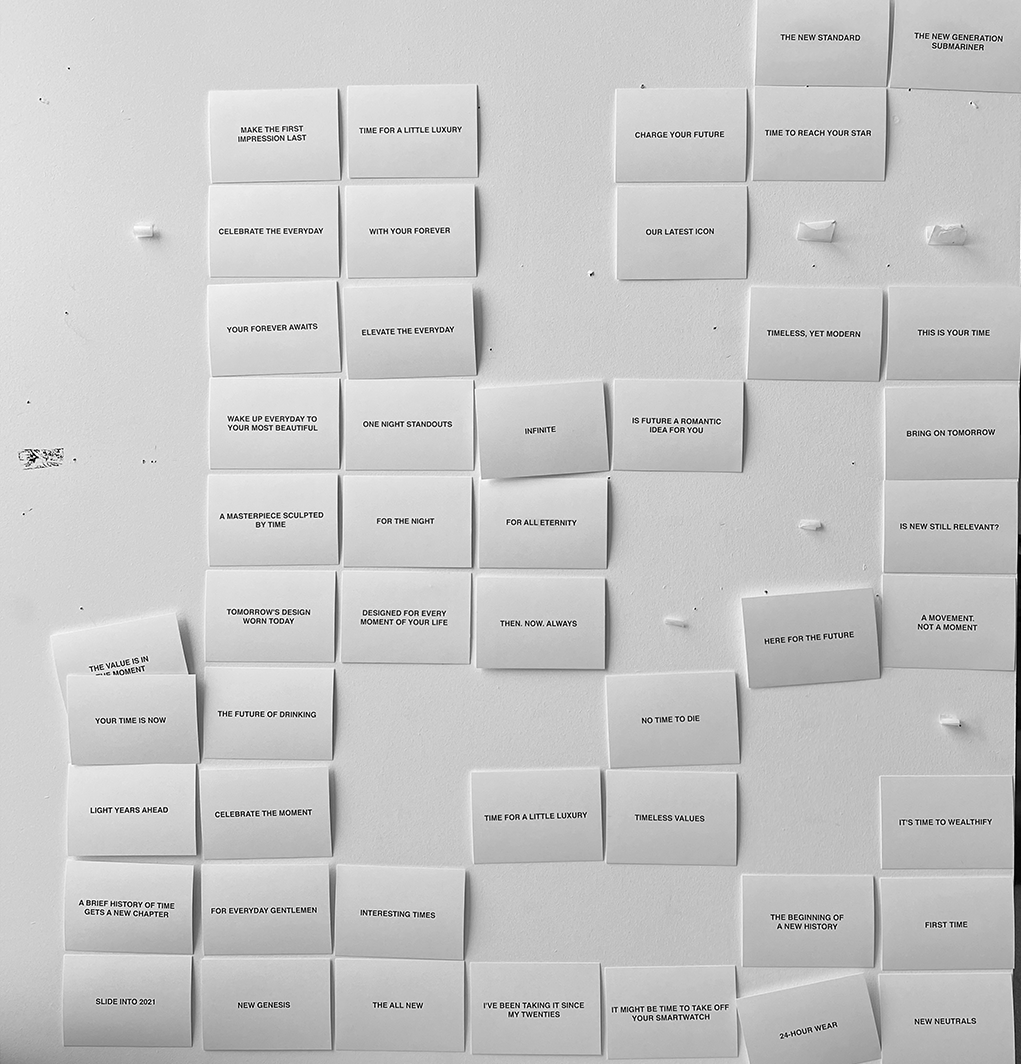 THE NEW STANDARD
THE NEW GENERATION
SUBMARINER
MAKE THE FIRST
IMPRESSION LAST
TIME FOR A LITTLE LUXURY
CHARGE YOUR FUTURE
TIME TO REACH YOUR STAR
CELEBRATE THE EVERYDAY
WITH YOUR FOREVER
OUR LATEST ICON
YOUR FOREVER AWAITS
ELEVATE THE EVERYDAY
TIMELESS, YET MODERN
THIS IS YOUR TIME
WAKE UP EVERYDAY TO
YOUR MOST BEAUTIFUL
ONE NIGHT STANDOUTS
INFINITE
IS FUTURE A ROMANTIC
IDEA FOR YOU
BRING ON TOMORROW
A MASTERPIECE SCULPTED
BY TIME
FOR THE NIGHT
FOR ALL ETERNITY
IS NEW STILL RELEVANT?
TOMORROW'S DESIGN
WORN TODAY
DESIGNED FOR EVERY
MOMENT OF YOUR LIFE
THEN. NOW. ALWAYS
HERE FOR THE FUTURE
A MOVEMENT.
NOT A MOMENT
THE VALUE IS IN
THE MOMENT
YOUR TIME IS NOW
THE FUTURE OF DRINKING
NO TIME TO DIE
LIGHT YEARS AHEAD
CELEBRATE THE MOMENT
TIME FOR A LITTLE LUXURY
TIMELESS VALUES
IT'S TIME TO WEALTHIFY
A BRIEF HISTORY OF TIME
GETS A NEW CHAPTER
FOR EVERYDAY GENTLEMEN
INTERESTING TIMES
THE BEGINNING OF
A NEW HISTORY
FIRST TIME
SLIDE INTO 2021
NEW GENESIS
THE ALL NEW
I'VE BEEN TAKING IT SINCE
MY TWENTIES
IT MIGHT BE TIME TO TAKE OFF
YOUR SMARTWATCH
24-HOUR WEAR
NEW NEUTRALS